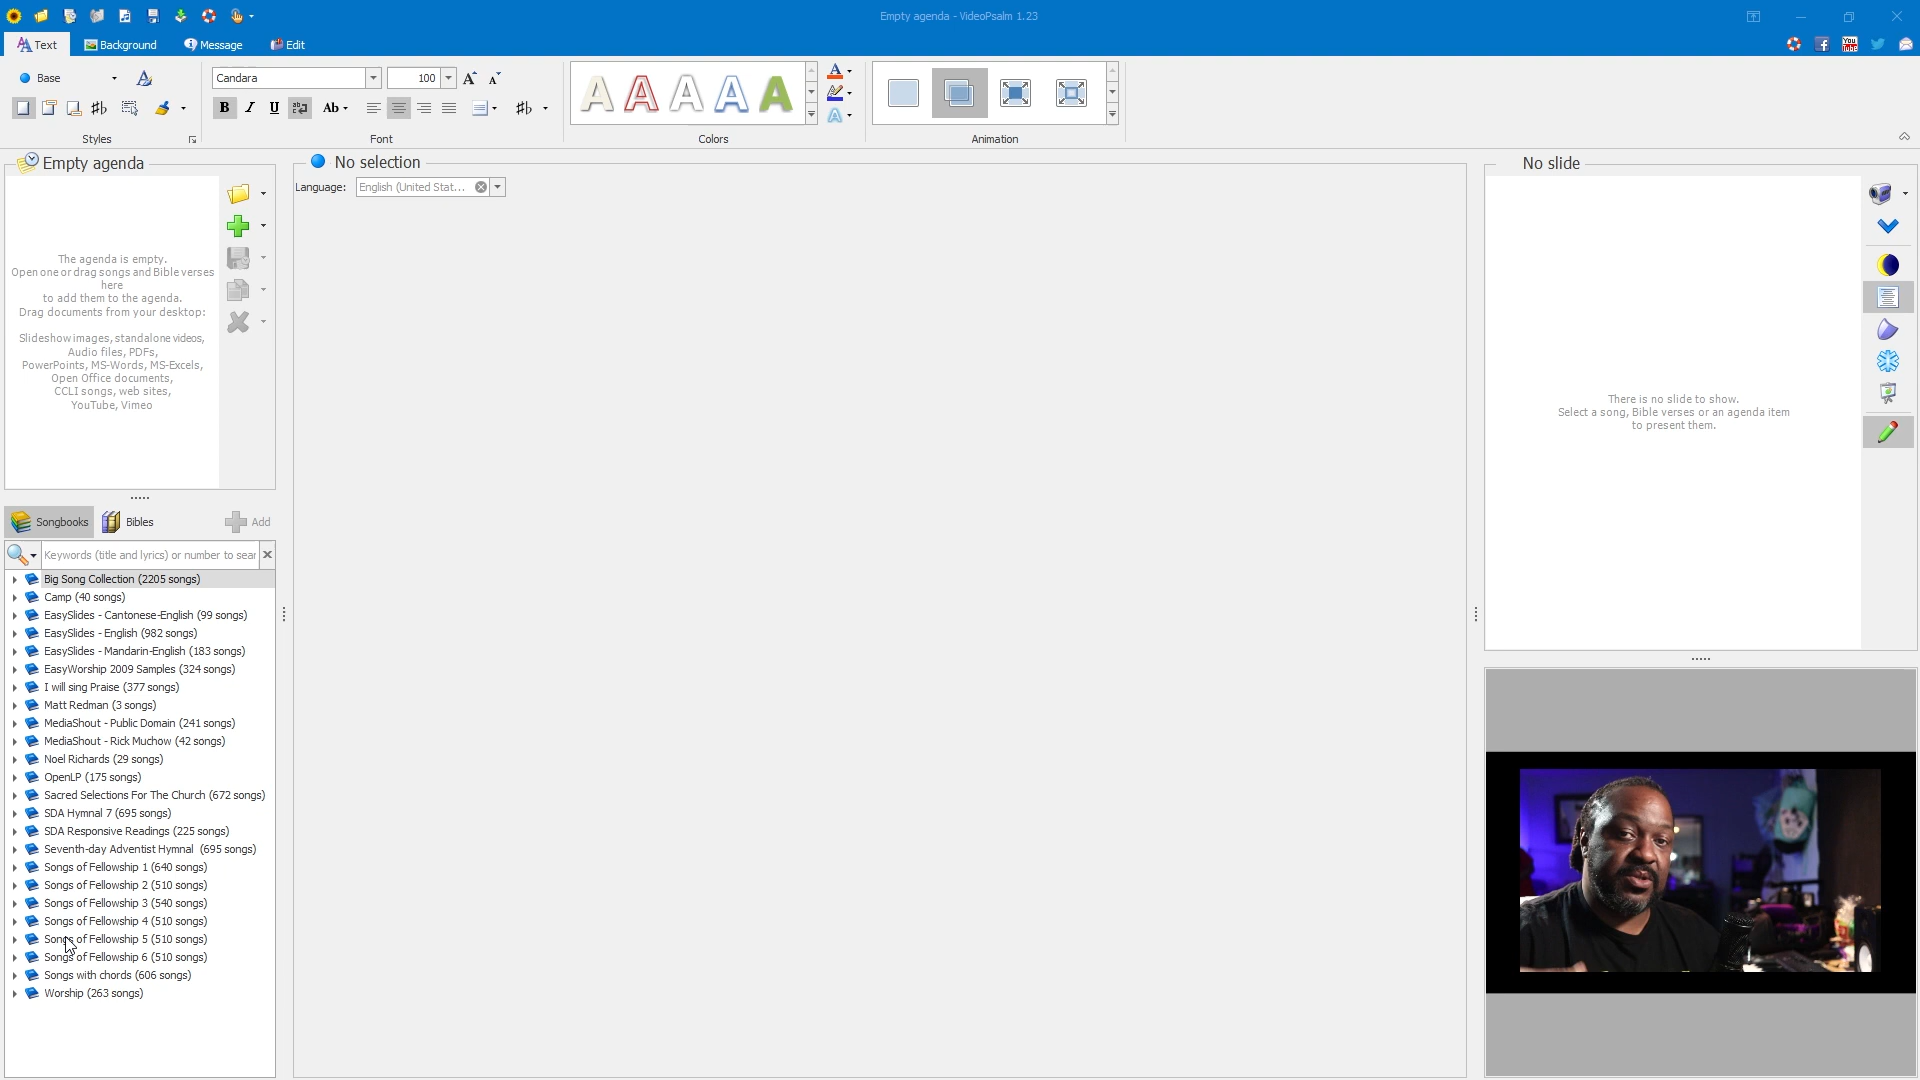 Empty agenda - VideoPsalm 1.23
Text
Background
Message
Edit
Base
Candara
100
B I U
Ab
A A A A A
Styles
Font
Colors
Animation
Empty agenda
The agenda is empty.
Open one or drag songs and Bible verses
here
to add them to the agenda.
Drag documents from your desktop:
Slideshow images, standalone videos,
Audio files, PDFs,
PowerPoints, MS-Words, MS-Excels,
Open Office documents,
CCLI songs, web sites,
YouTube, Vimeo
No selection
Language: English (United Stat...
No slide
There is no slide to show.
Select a song, Bible verses or an agenda item
to present them.
Songbooks
Bibles
Add
Keywords (title and lyrics) or number to sear
Big Song Collection (2205 songs)
Camp (40 songs)
EasySlides - Cantonese-English (99 songs)
EasySlides - English (982 songs)
EasySlides - Mandarin-English (183 songs)
EasyWorship 2009 Samples (324 songs)
I will sing Praise (377 songs)
Matt Redman (3 songs)
MediaShout - Public Domain (241 songs)
MediaShout - Rick Muchow (42 songs)
Noel Richards (29 songs)
OpenLP (175 songs)
Sacred Selections For The Church (672 songs)
SDA Hymnal 7 (695 songs)
SDA Responsive Readings (225 songs)
Seventh-day Adventist Hymnal (695 songs)
Songs of Fellowship 1 (640 songs)
Songs of Fellowship 2 (510 songs)
Songs of Fellowship 3 (540 songs)
Songs of Fellowship 4 (510 songs)
Songs of Fellowship 5 (510 songs)
Songs of Fellowship 6 (510 songs)
Songs with chords (606 songs)
Worship (263 songs)